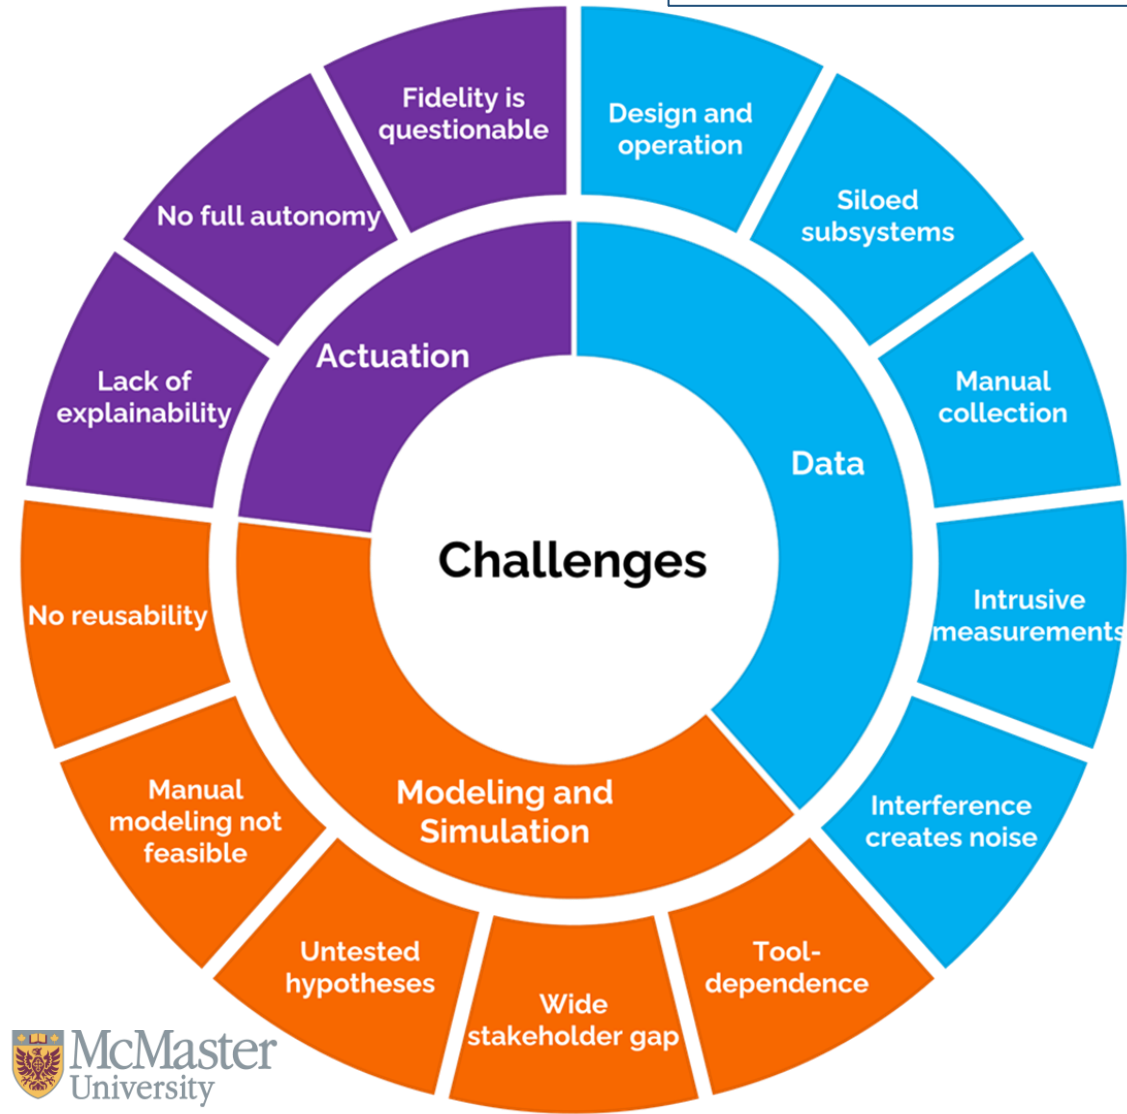 Fidelity is
questionable
Design and
operation
No full autonomy
Siloed
subsystems
Lack of
explainability
Actuation
Manual
collection
Data
Challenges
No reusability
Intrusive
measurements
Manual
modeling not
feasible
Modeling and
Simulation
Interference
creates noise
Untested
hypotheses
Wide
stakeholder gap
Tool-
dependence
McMaster
University